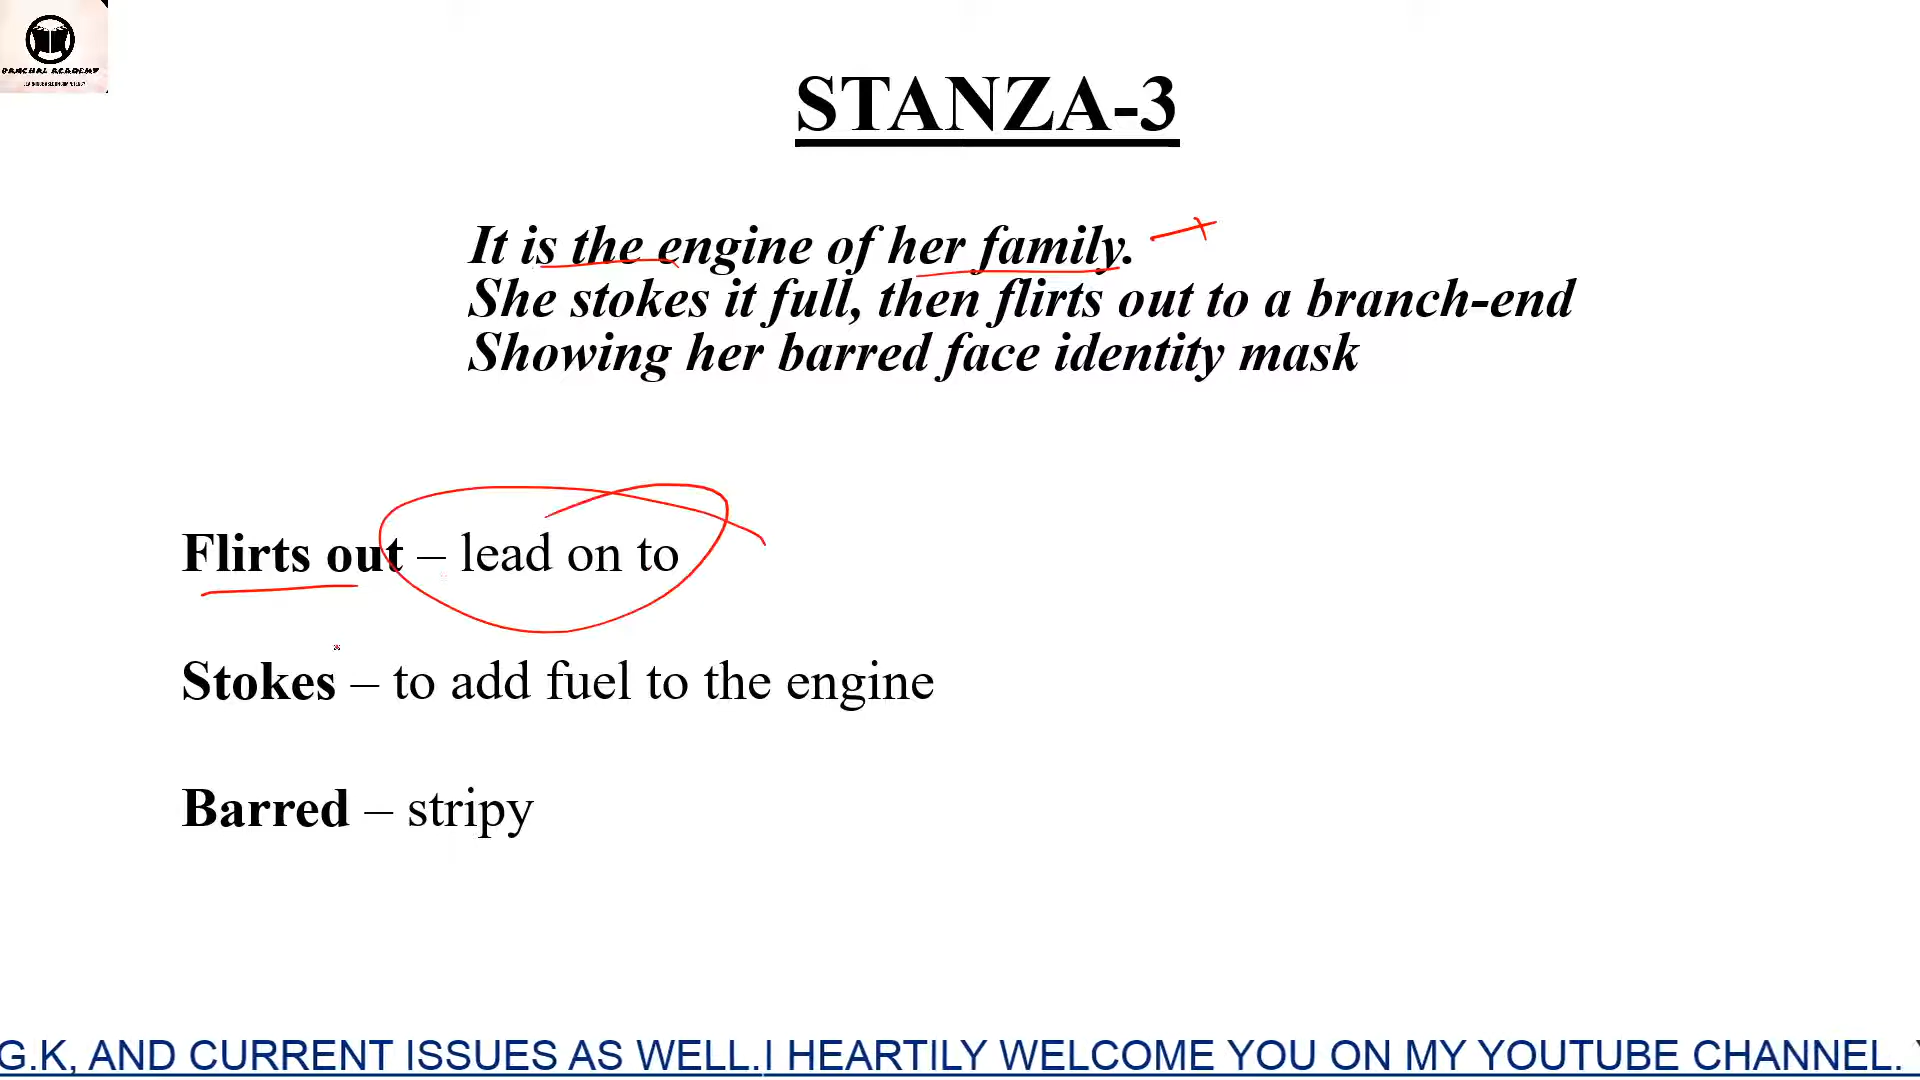 PANCHAL ACADEMY
STANZA-3
It is the engine of her family.
She stokes it full, then flirts out to a branch-end
Showing her barred face identity mask
Flirts out – lead on to
Stokes – to add fuel to the engine
Barred – stripy
G.K, AND CURRENT ISSUES AS WELL.I HEARTILY WELCOME YOU ON MY YOUTUBE CHANNEL.